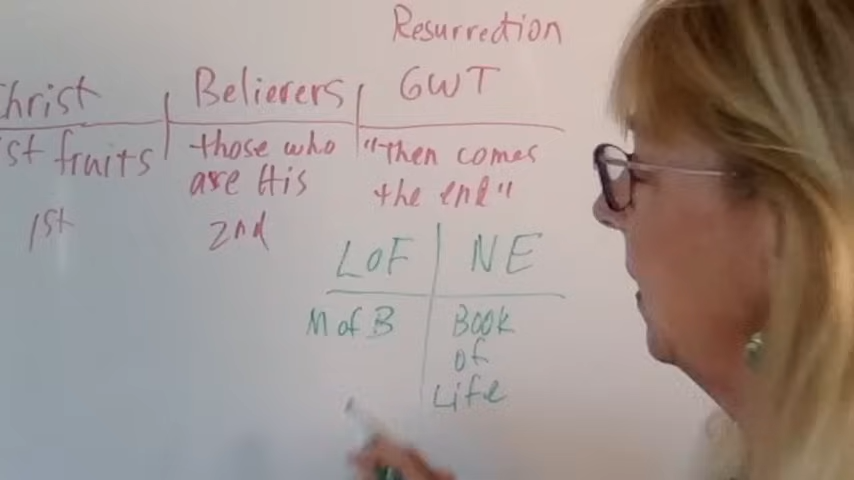 Resurrection
Christ Believers GWT
1st fruits those who "then comes
are His the end"
1st 2nd
LOF NE
M of B Book
of
Life